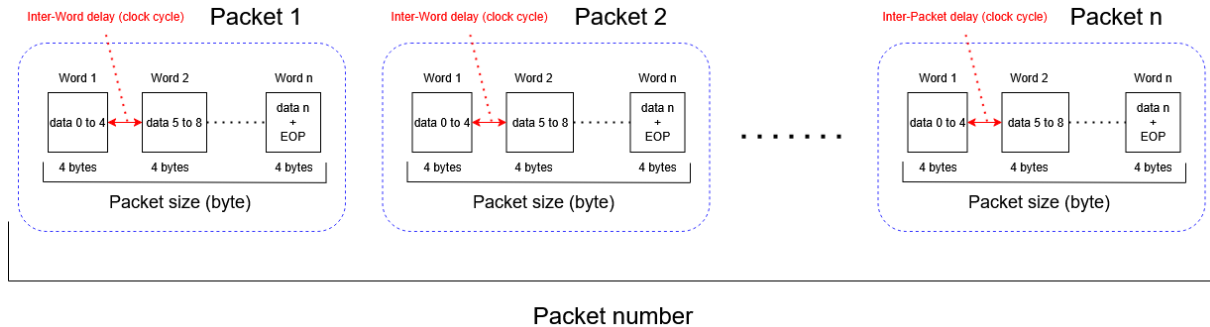 Packet 1
Inter-Word delay (clock cycle)
Word 1
Word 2
Word n
data 0 to 4
data 5 to 8
data n
+
EOP
4 bytes
4 bytes
4 bytes
Packet size (byte)
Packet 2
Inter-Word delay (clock cycle)
Word 1
Word 2
Word n
data 0 to 4
data 5 to 8
data n
+
EOP
4 bytes
4 bytes
4 bytes
Packet size (byte)
Packet n
Inter-Packet delay (clock cycle)
Word 1
Word 2
Word n
data 0 to 4
data 5 to 8
data n
+
EOP
4 bytes
4 bytes
4 bytes
Packet size (byte)
Packet number